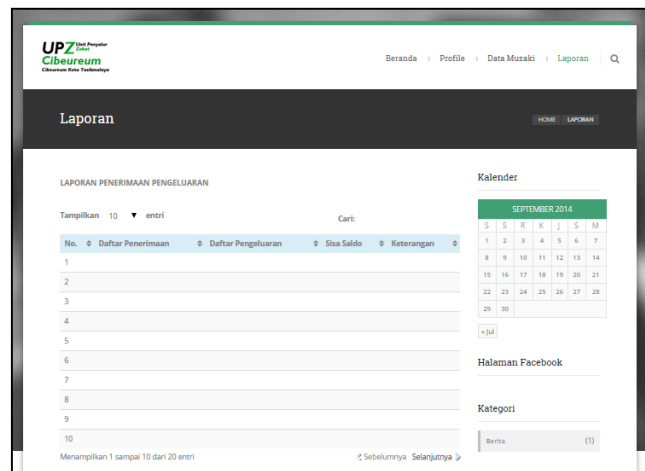 UPZ Unit Penyalur Zakat
Cibeureum
Cibeureum Kota Tasikmalaya
Beranda Profile Data Muzaki Laporan
Laporan
HOME LAPORAN
LAPORAN PENERIMAAN PENGELUARAN
Tampilkan 10 entri
Cari:
No. Daftar Penerimaan Daftar Pengeluaran Sisa Saldo Keterangan
1
2
3
4
5
6
7
8
9
10
Menampilkan 1 sampai 10 dari 20 entri
Sebelumnya Selanjutnya
Kalender
SEPTEMBER 2014
S S R K J S M
1 2 3 4 5 6 7
8 9 10 11 12 13 14
15 16 17 18 19 20 21
22 23 24 25 26 27 28
29 30
« Jul
Halaman Facebook
Kategori
Berita (1)